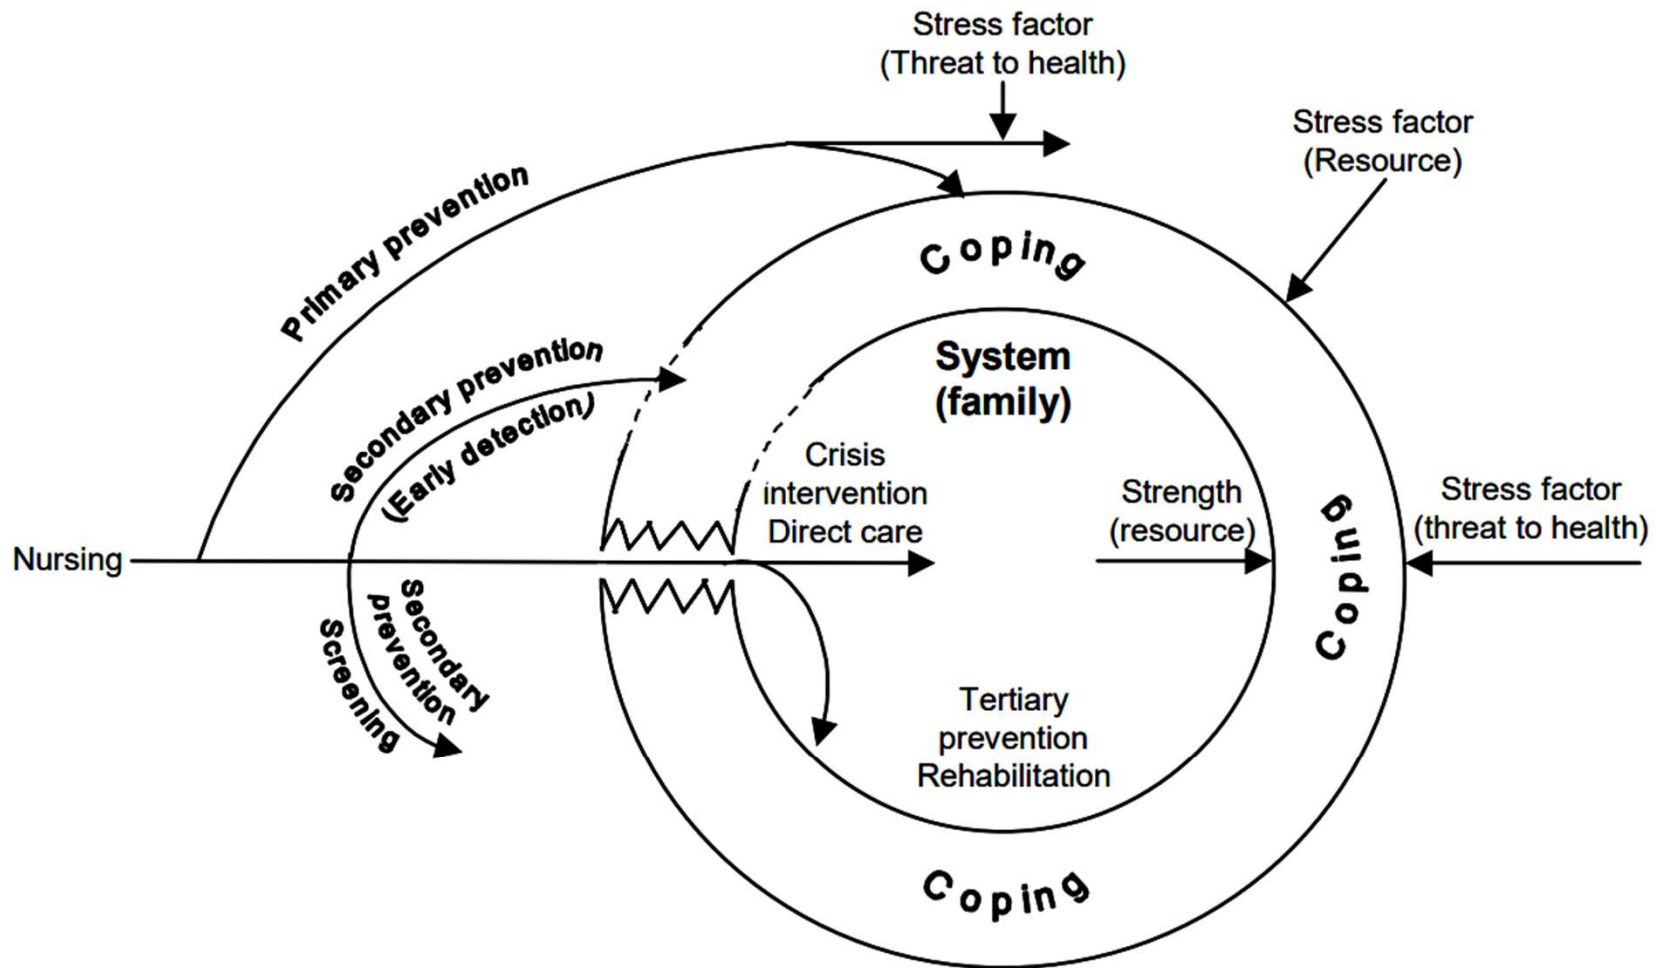 Stress factor
(Threat to health)
Stress factor
(Resource)
Primary prevention
Coping
Secondary prevention
(Early detection)
System
(family)
Crisis
intervention
Direct care
Strength
(resource)
Coping
Stress factor
(threat to health)
Nursing
Secondary
prevention
Screening
Tertiary
prevention
Rehabilitation
Coping